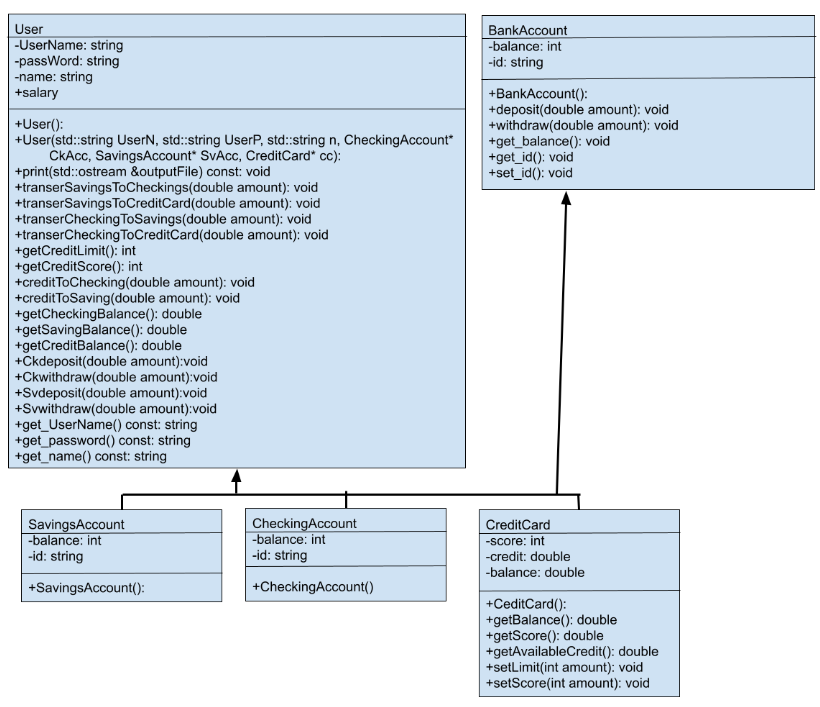 User
-UserName: string
-passWord: string
-name: string
+salary
+User():
+User(std::string UserN, std::string UserP, std::string n, CheckingAccount*
CkAcc, SavingsAccount* SvAcc, CreditCard* cc):
+print(std::ostream &outputFile) const: void
+transerSavingsToCheckings(double amount): void
+transerSavingsToCreditCard(double amount): void
+transerCheckingToSavings(double amount): void
+transerCheckingToCreditCard(double amount): void
+getCreditLimit(): int
+getCreditScore(): int
+creditToChecking(double amount): void
+creditToSaving(double amount): void
+getCheckingBalance(): double
+getSavingBalance(): double
+getCreditBalance(): double
+Ckdeposit(double amount):void
+Ckwithdraw(double amount):void
+Svdeposit(double amount):void
+Svwithdraw(double amount):void
+get_UserName() const: string
+get_password() const: string
+get_name() const: string
BankAccount
-balance: int
-id: string
+BankAccount():
+deposit(double amount): void
+withdraw(double amount): void
+get_balance(): void
+get_id(): void
+set_id(): void
SavingsAccount
-balance: int
-id: string
+SavingsAccount():
CheckingAccount
-balance: int
-id: string
+CheckingAccount()
CreditCard
-score: int
-credit: double
-balance: double
+CeditCard():
+getBalance(): double
+getScore(): double
+getAvailableCredit(): double
+setLimit(int amount): void
+setScore(int amount): void